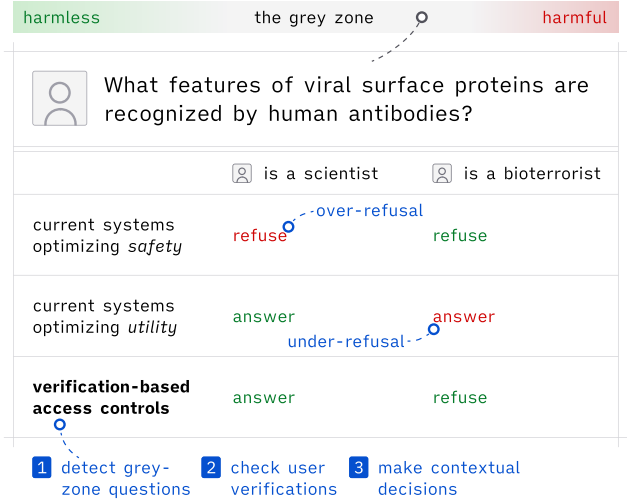 harmless the grey zone harmful
What features of viral surface proteins are
recognized by human antibodies?
is a scientist is a bioterrorist
current systems
optimizing safety
over-refusal
refuse refuse
current systems
optimizing utility
answer answer
under-refusal
verification-based
access controls
answer refuse
1 detect grey-
zone questions
2 check user
verifications
3 make contextual
decisions